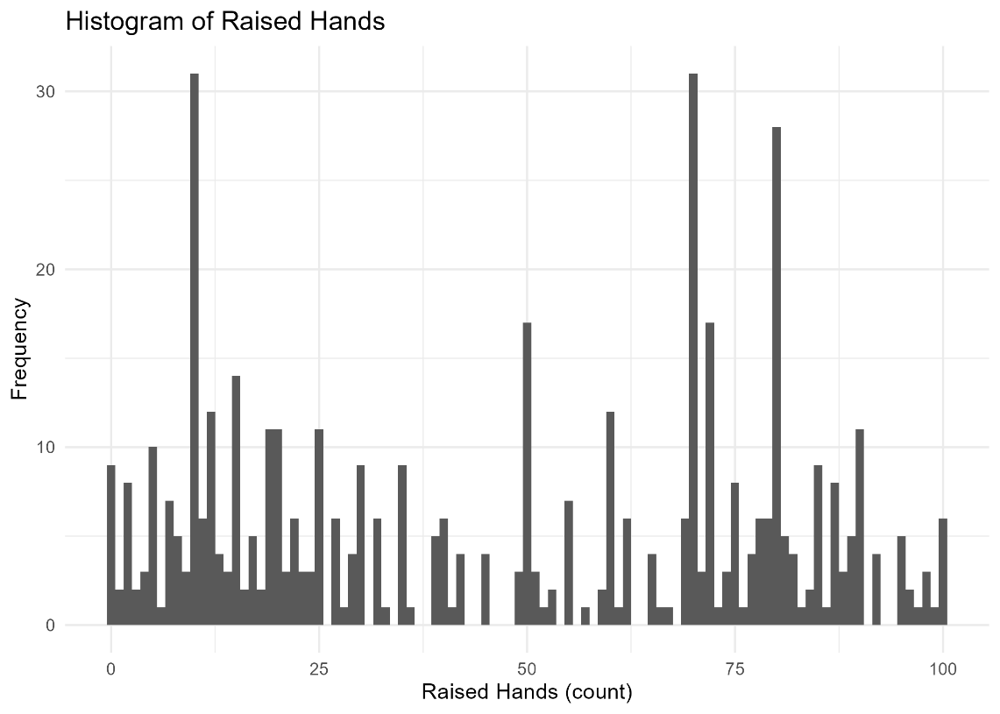 Histogram of Raised Hands
30
20
10
0
Frequency
0 25 50 75 100
Raised Hands (count)